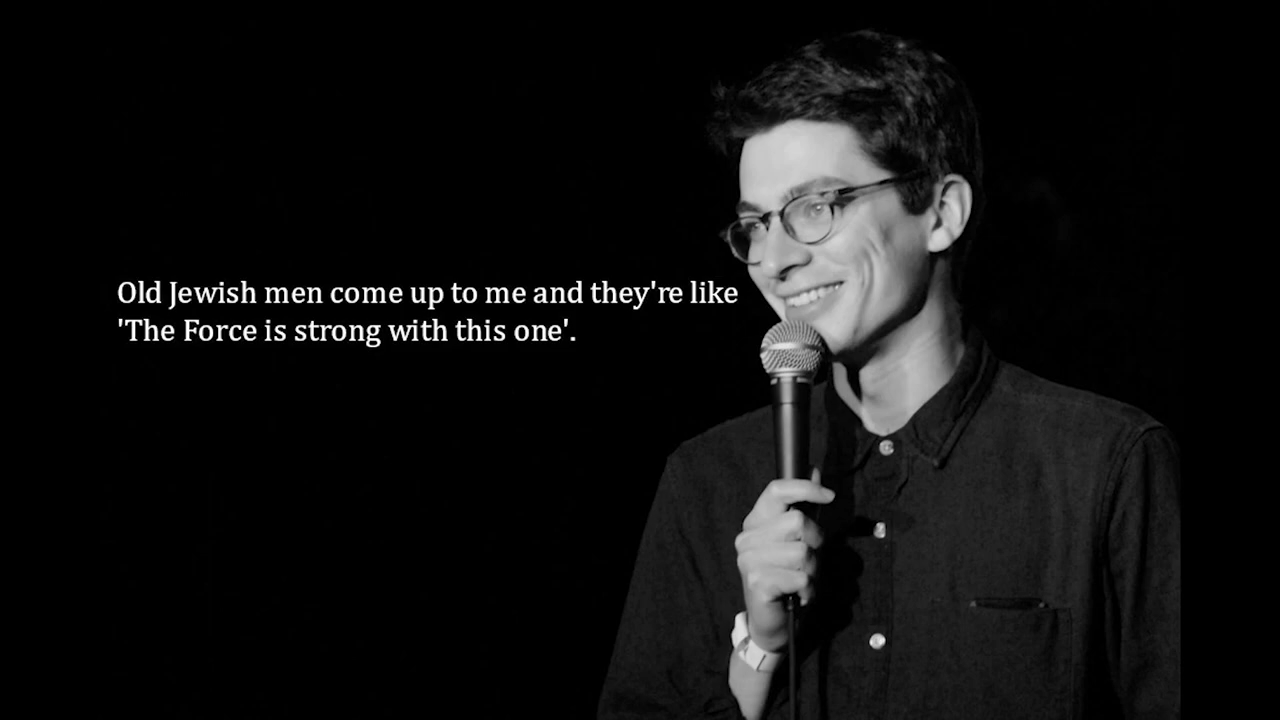 Old Jewish men come up to me and they're like
'The Force is strong with this one'.